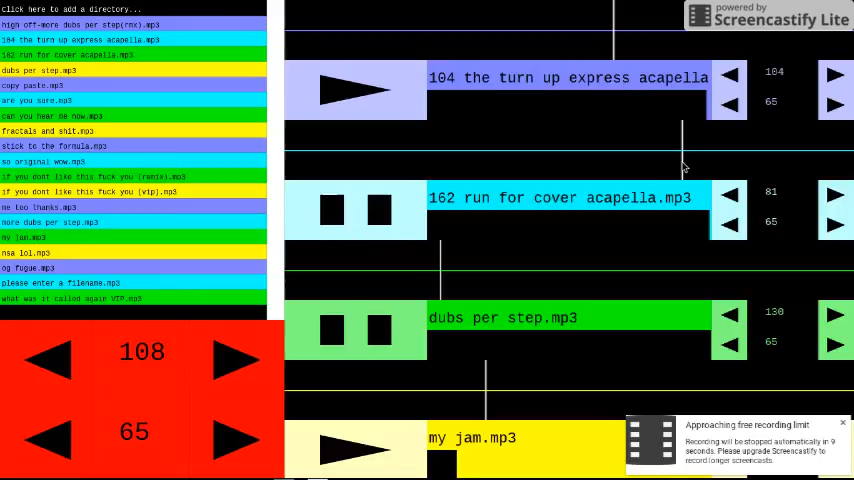 Click here to add a directory...
high off-more dubs per step(rmx).mp3
104 the turn up express acapella.mp3
162 run for cover acapella.mp3
dubs per step.mp3
copy paste.mp3
are you sure.mp3
can you hear me now.mp3
fractals and shit.mp3
stick to the formula.mp3
so original wow.mp3
if you dont like this fuck you (remix).mp3
if you dont like this fuck you (vip).mp3
me too thanks.mp3
more dubs per step.mp3
my jam.mp3
nsa lol.mp3
og fugue.mp3
please enter a filename.mp3
what was it called again VIP.mp3
108
65
powered by
Screencastify Lite
104 the turn up express acapella
104
65
162 run for cover acapella.mp3
81
65
dubs per step.mp3
130
65
my jam.mp3
Approaching free recording limit
Recording will be stopped automatically in 9
seconds. Please upgrade Screencastify to
record longer screencasts.